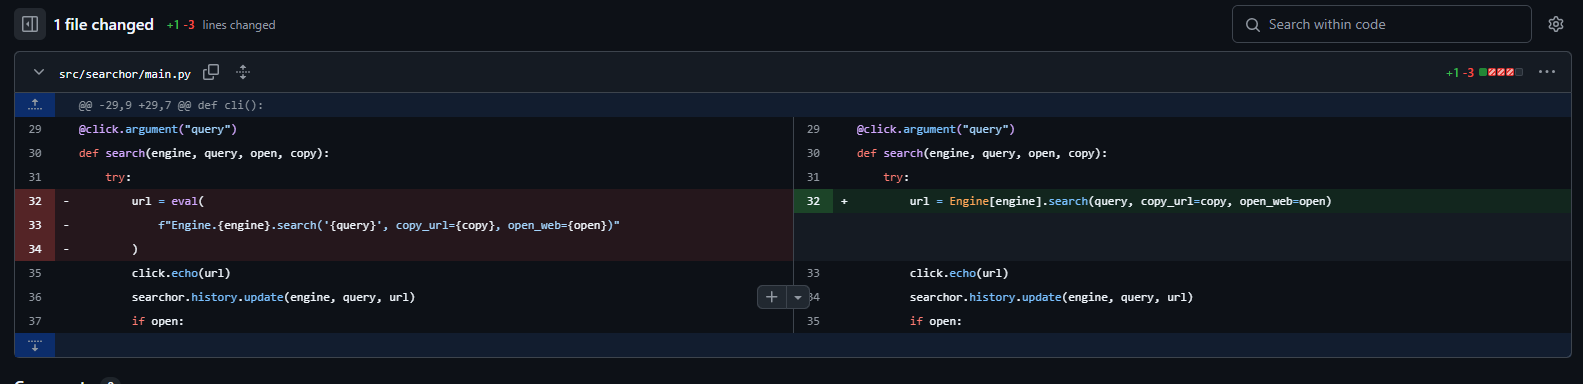 1 file changed +1 -3 lines changed
Search within code
src/searchor/main.py
+1 -3
@@ -29,9 +29,7 @@ def cli():
29 @click.argument("query")
30 def search(engine, query, open, copy):
31 try:
32 - url = eval(
33 - f"Engine.{engine}.search('{query}', copy_url={copy}, open_web={open})"
34 - )
35 click.echo(url)
36 searchor.history.update(engine, query, url)
37 if open:
29 @click.argument("query")
30 def search(engine, query, open, copy):
31 try:
32 + url = Engine[engine].search(query, copy_url=copy, open_web=open)
33 click.echo(url)
34 searchor.history.update(engine, query, url)
35 if open: